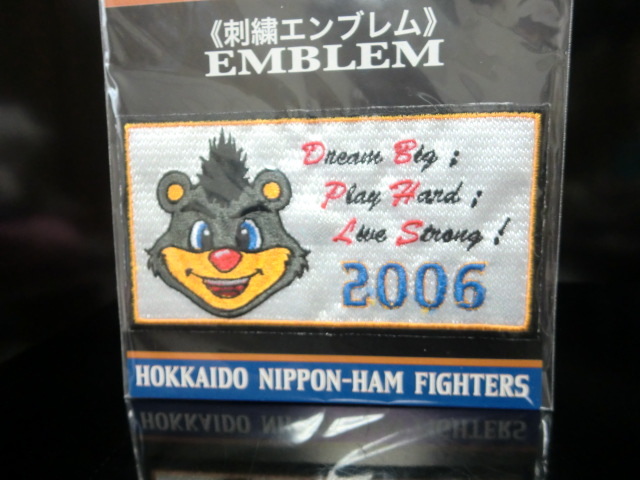 《刺繍エンブレム》
EMBLEM
Dream Big ;
Play Hard ;
Live Strong !
2006
HOKKAIDO NIPPON-HAM FIGHTERS